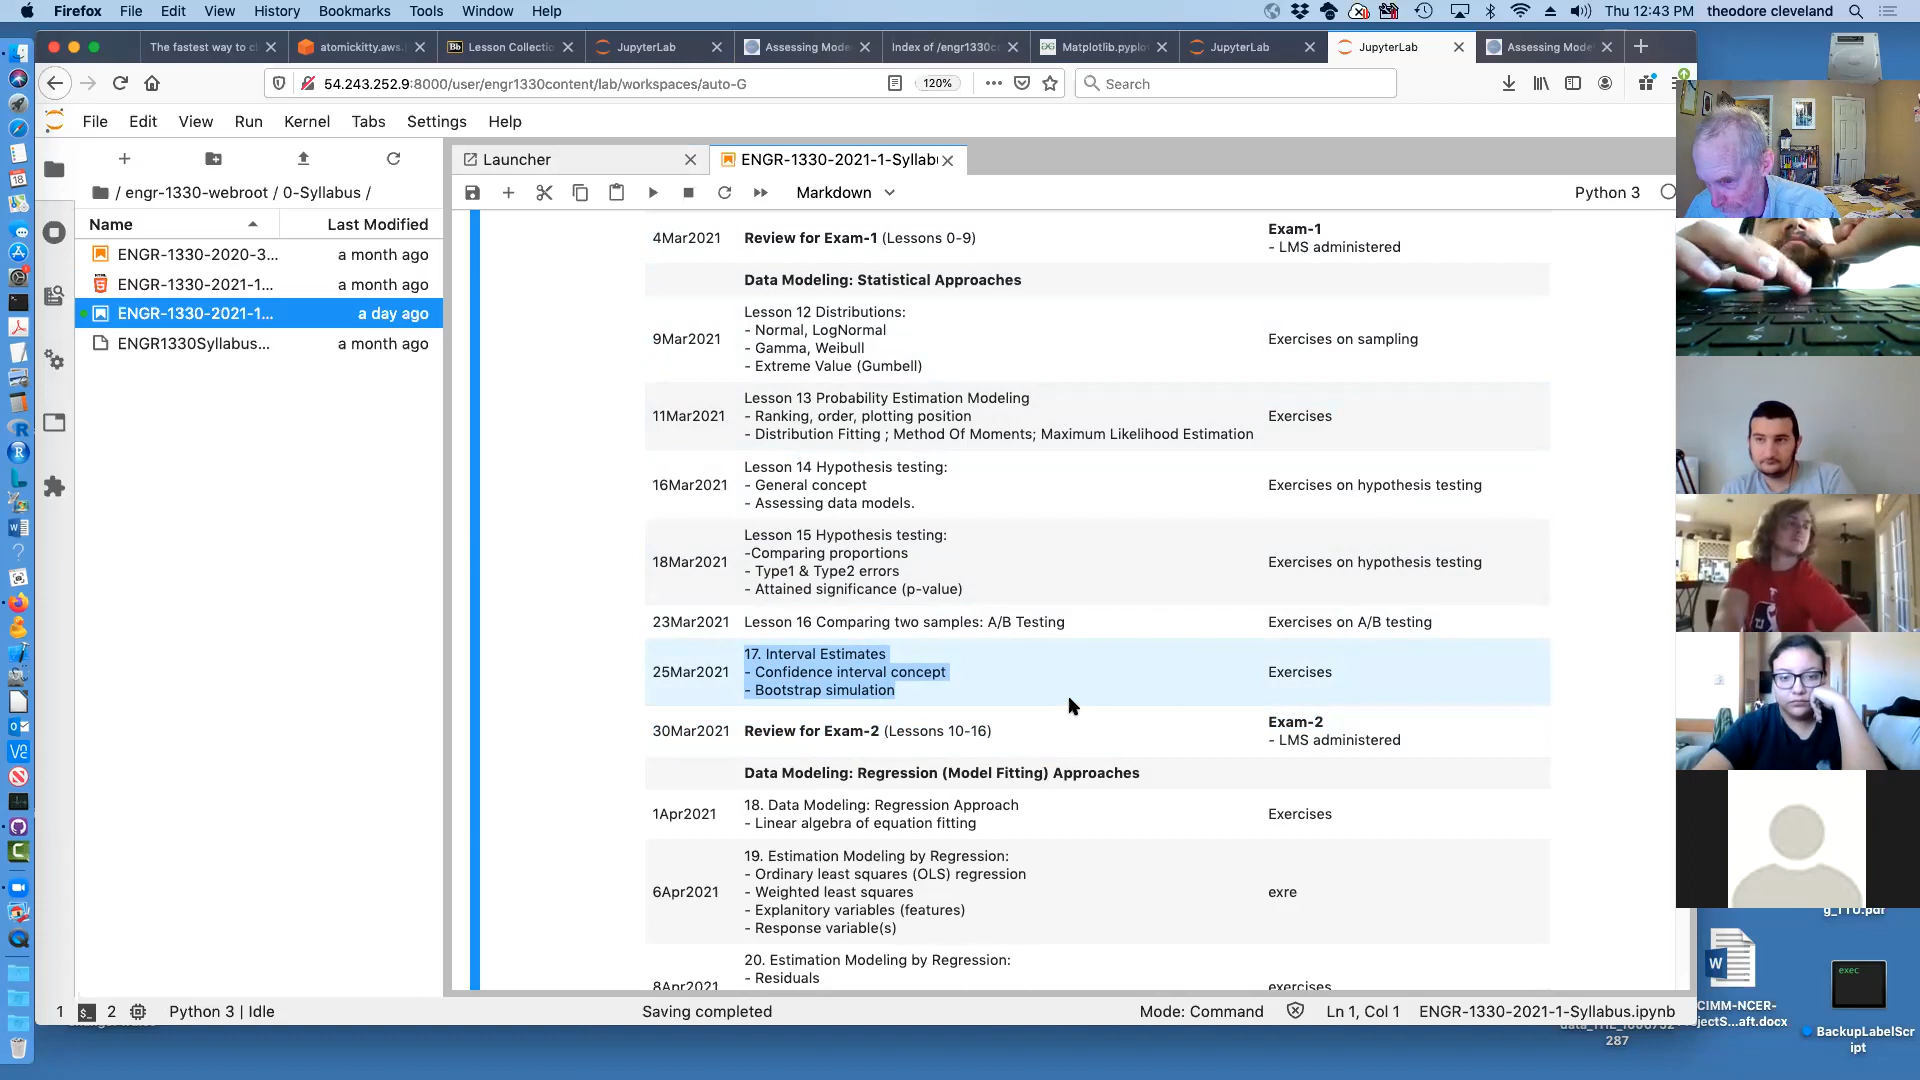 Firefox File Edit View History Bookmarks Tools Window Help
Thu 12:43 PM theodore cleveland
The fastest way to c
atomickitty.aws.
Lesson Collectio
JupyterLab
Assessing Mode
Index of /engr1330c
Matplotlib.pyplo
JupyterLab
JupyterLab
Assessing Mode
54.243.252.9:8000/user/engr1330content/lab/workspaces/auto-G
120%
Search
File Edit View Run Kernel Tabs Settings Help
Launcher
ENGR-1330-2021-1-Syllab
/ engr-1330-webroot / 0-Syllabus /
Markdown
Python 3
Name Last Modified
ENGR-1330-2020-3... a month ago
ENGR-1330-2021-1... a month ago
ENGR-1330-2021-1... a day ago
ENGR1330Syllabus... a month ago
4Mar2021 Review for Exam-1 (Lessons 0-9)
Exam-1
- LMS administered
Data Modeling: Statistical Approaches
9Mar2021
Lesson 12 Distributions:
- Normal, LogNormal
- Gamma, Weibull
- Extreme Value (Gumbell)
Exercises on sampling
11Mar2021
Lesson 13 Probability Estimation Modeling
- Ranking, order, plotting position
- Distribution Fitting ; Method Of Moments; Maximum Likelihood Estimation
Exercises
16Mar2021
Lesson 14 Hypothesis testing:
- General concept
- Assessing data models.
Exercises on hypothesis testing
18Mar2021
Lesson 15 Hypothesis testing:
-Comparing proportions
- Type1 & Type2 errors
- Attained significance (p-value)
Exercises on hypothesis testing
23Mar2021 Lesson 16 Comparing two samples: A/B Testing Exercises on A/B testing
25Mar2021
17. Interval Estimates
- Confidence interval concept
- Bootstrap simulation
Exercises
30Mar2021 Review for Exam-2 (Lessons 10-16)
Exam-2
- LMS administered
Data Modeling: Regression (Model Fitting) Approaches
1Apr2021
18. Data Modeling: Regression Approach
- Linear algebra of equation fitting
Exercises
6Apr2021
19. Estimation Modeling by Regression:
- Ordinary least squares (OLS) regression
- Weighted least squares
- Explanitory variables (features)
- Response variable(s)
exre
8Apr2021
20. Estimation Modeling by Regression:
- Residuals
exercises
1 2 Python 3 | Idle
Saving completed
Mode: Command
Ln 1, Col 1
ENGR-1330-2021-1-Syllabus.ipynb
g_TTU.pdf
CIMM-NCER-
ojectS...aft.docx
287
exec
BackupLabelScr
ipt